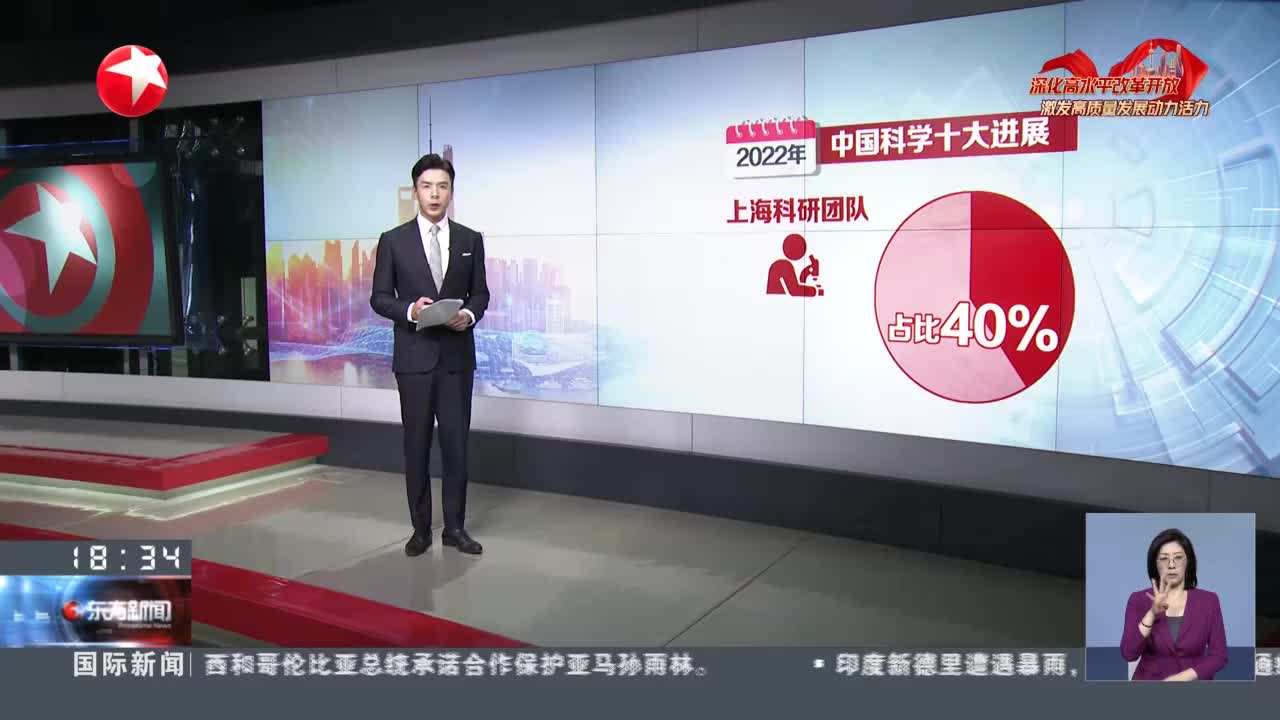 深化高水平改革开放
激发高质量发展动力活力
2022年
中国科学十大进展
上海科研团队
占比40%
18:34
东方新闻
国际新闻
西和哥伦比亚总统承诺合作保护亚马孙雨林。
▪ 印度新德里遭遇暴雨，